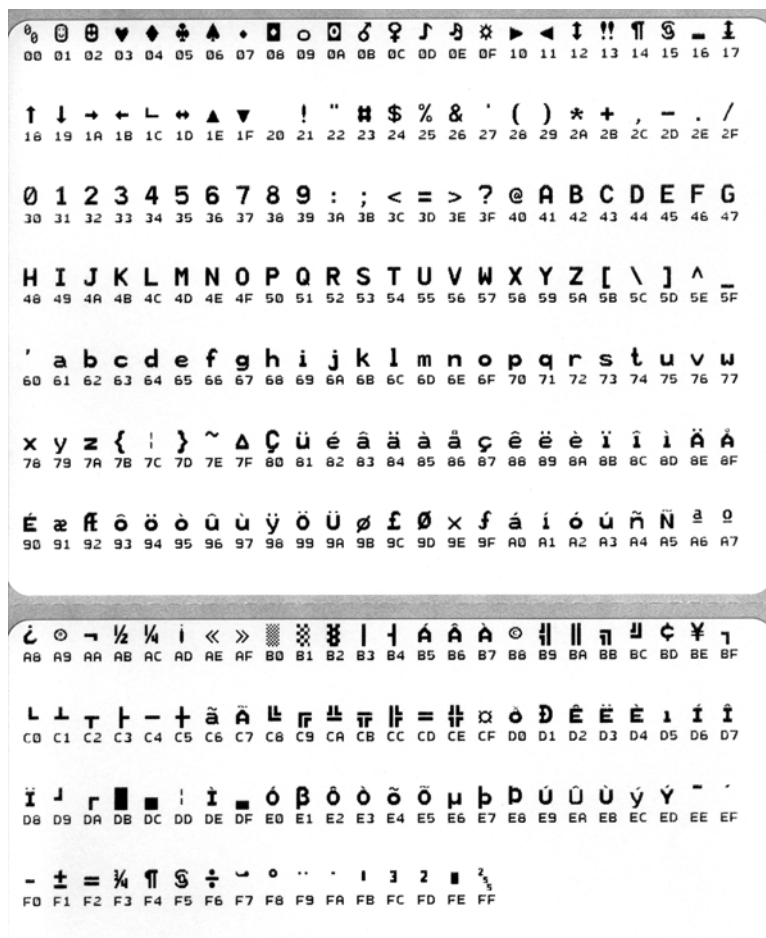 ⁰₀ ☺ ☻ ♥ ♦ ♣ ♠ • ◘ ○ ◙ ♂ ♀ ♪ ♫ ☼ ► ◄ ↕ ‼ ¶ § ▬ ↨
00 01 02 03 04 05 06 07 08 09 0A 0B 0C 0D 0E 0F 10 11 12 13 14 15 16 17
↑ ↓ → ← ∟ ↔ ▲ ▼ ! " # $ % & ' ( ) * + , - . /
18 19 1A 1B 1C 1D 1E 1F 20 21 22 23 24 25 26 27 28 29 2A 2B 2C 2D 2E 2F
0 1 2 3 4 5 6 7 8 9 : ; < = > ? @ A B C D E F G
30 31 32 33 34 35 36 37 38 39 3A 3B 3C 3D 3E 3F 40 41 42 43 44 45 46 47
H I J K L M N O P Q R S T U V W X Y Z [ \ ] ^ _
48 49 4A 4B 4C 4D 4E 4F 50 51 52 53 54 55 56 57 58 59 5A 5B 5C 5D 5E 5F
' a b c d e f g h i j k l m n o p q r s t u v w
60 61 62 63 64 65 66 67 68 69 6A 6B 6C 6D 6E 6F 70 71 72 73 74 75 76 77
x y z { ¦ } ~ ∆ Ç ü é â ä à å ç ê ë è ï î ì Ä Å
78 79 7A 7B 7C 7D 7E 7F 80 81 82 83 84 85 86 87 88 89 8A 8B 8C 8D 8E 8F
É æ Æ ô ö ò û ù ÿ Ö Ü ø £ Ø × ƒ á í ó ú ñ Ñ ª º
90 91 92 93 94 95 96 97 98 99 9A 9B 9C 9D 9E 9F A0 A1 A2 A3 A4 A5 A6 A7
¿ ® ¬ ½ ¼ ¡ « » ░ ▒ ▓ │ ┤ Á Â À © ╣ ║ ╗ ╝ ¢ ¥ ┐
A8 A9 AA AB AC AD AE AF B0 B1 B2 B3 B4 B5 B6 B7 B8 B9 BA BB BC BD BE BF
└ ┴ ┬ ├ ─ ┼ ã Ã ╚ ╔ ╩ ╦ ╠ ═ ╬ ¤ ð Ð Ê Ë È ı Í Î
C0 C1 C2 C3 C4 C5 C6 C7 C8 C9 CA CB CC CD CE CF D0 D1 D2 D3 D4 D5 D6 D7
Ï ┘ ┌ █ ▄ ¦ Ì ▬ Ó β Ô Ò õ Õ µ þ Þ Ú Û Ù ý Ý ¯ ´
D8 D9 DA DB DC DD DE DF E0 E1 E2 E3 E4 E5 E6 E7 E8 E9 EA EB EC ED EE EF
- ± = ¾ ¶ § ÷ ¸ ° ¨ · ¹ ³ ² ■ ²₅₅
F0 F1 F2 F3 F4 F5 F6 F7 F8 F9 FA FB FC FD FE FF